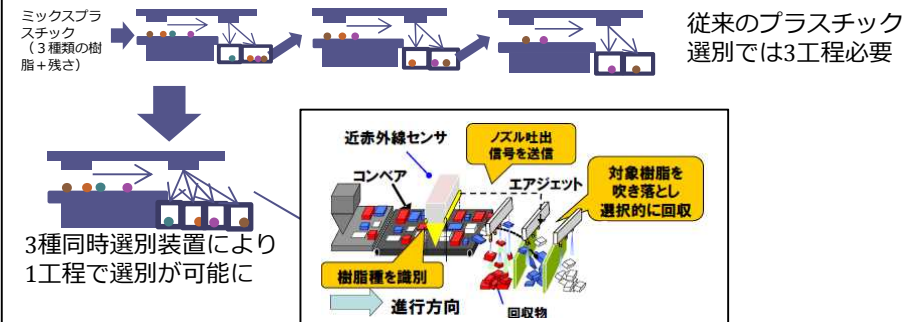 ミックスプラ
スチック
（３種類の樹
脂＋残さ）
従来のプラスチック
選別では3工程必要
3種同時選別装置により
1工程で選別が可能に
近赤外線センサ
ノズル吐出
信号を送信
コンベア
エアジェット
対象樹脂を
吹き落とし
選択的に回収
樹脂種を識別
進行方向
回収物